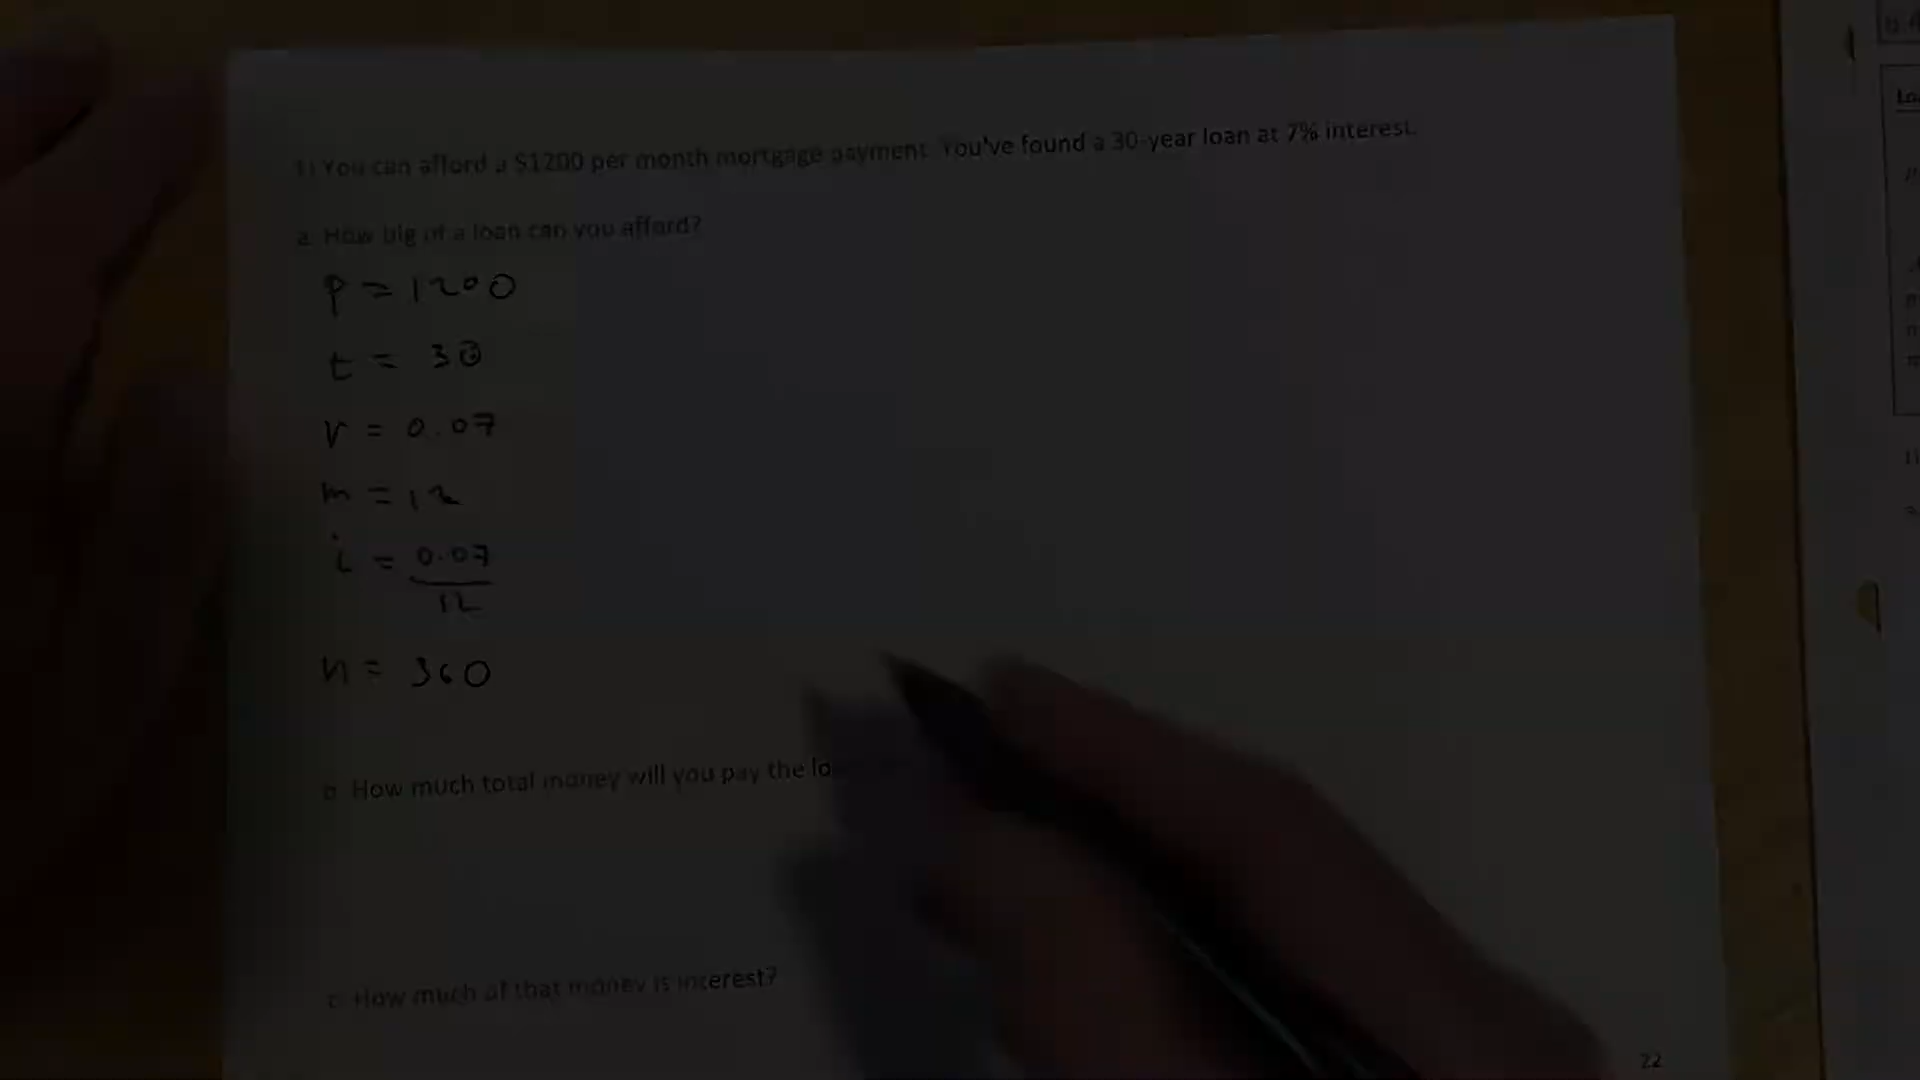 1) You can afford a $1200 per month mortgage payment. You've found a 30-year loan at 7% interest.
a. How big of a loan can you afford?
P = 1200
t = 30
r = 0.07
m = 12
i = 0.07
12
n = 360
b. How much total money will you pay the
c. How much of that money is interest?
22